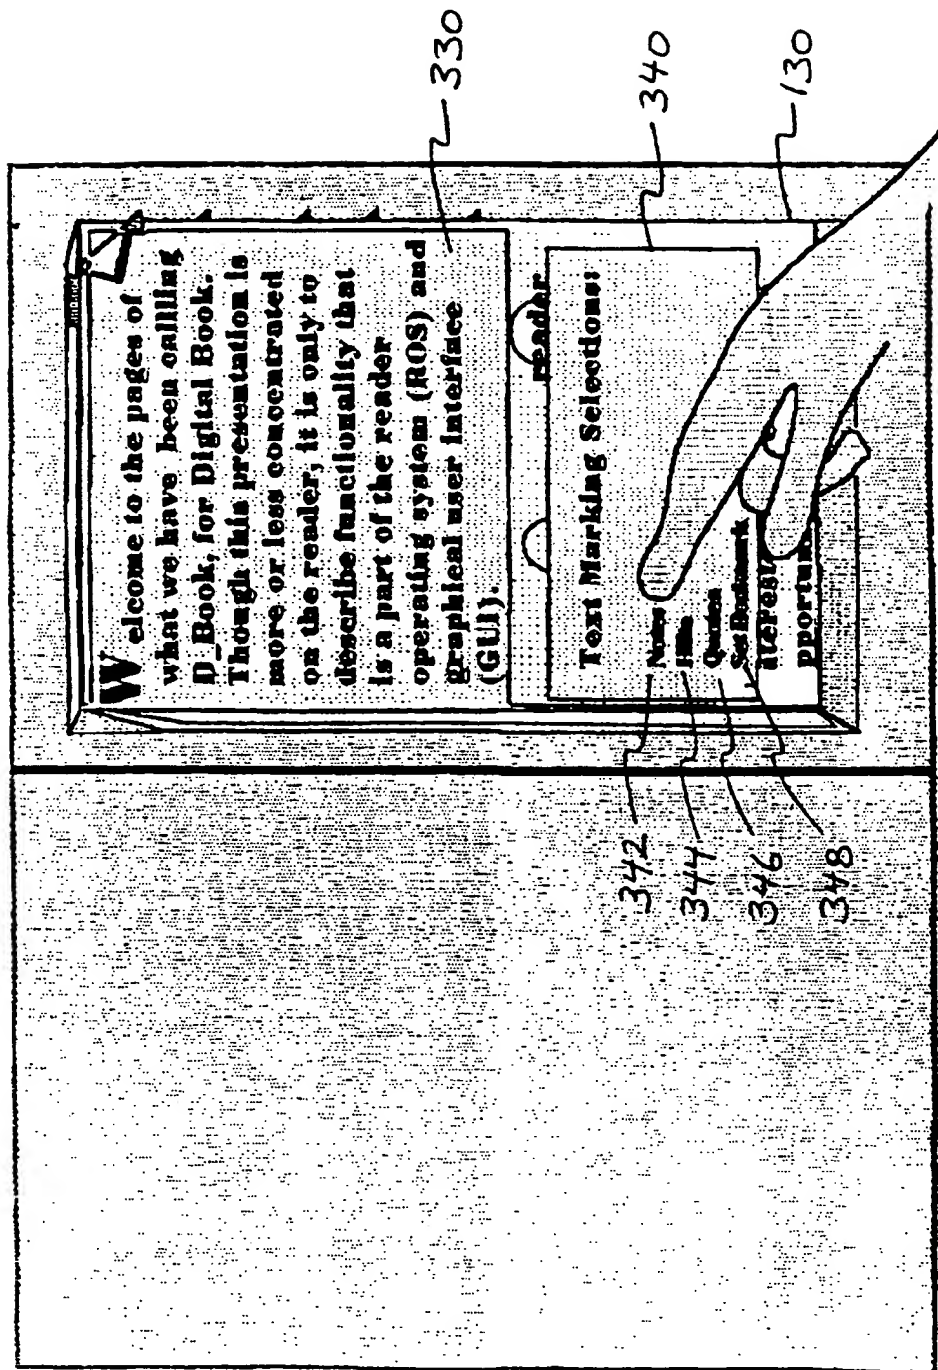 Welcome to the pages of
what we have been callling
D_Book, for Digital Book.
Though this presentation is
more or less concentrated
on the reader, it is only to
describe functionality that
is a part of the reader
operating system (ROS) and
graphical user interface
(GUI).
330
reader
Text Marking Selections:
340
Notes
Quotes
Set Bookmark
pportun
130
342
344
346
348